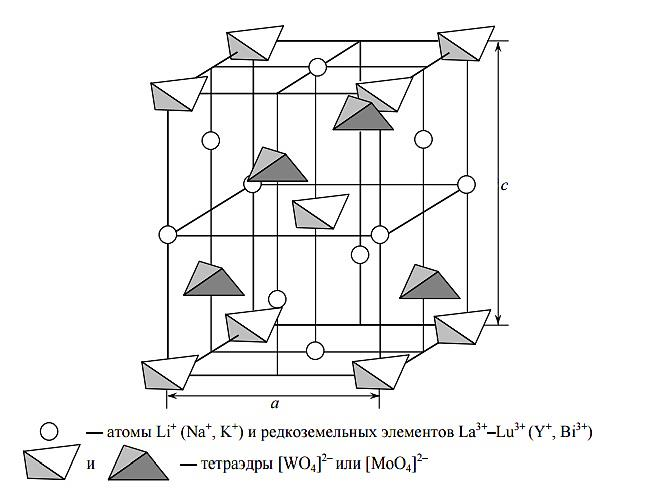 c
a
— атомы Li⁺ (Na⁺, K⁺) и редкоземельных элементов La³⁺–Lu³⁺ (Y⁺, Bi³⁺)
и — тетраэдры [WO₄]²⁻ или [MoO₄]²⁻